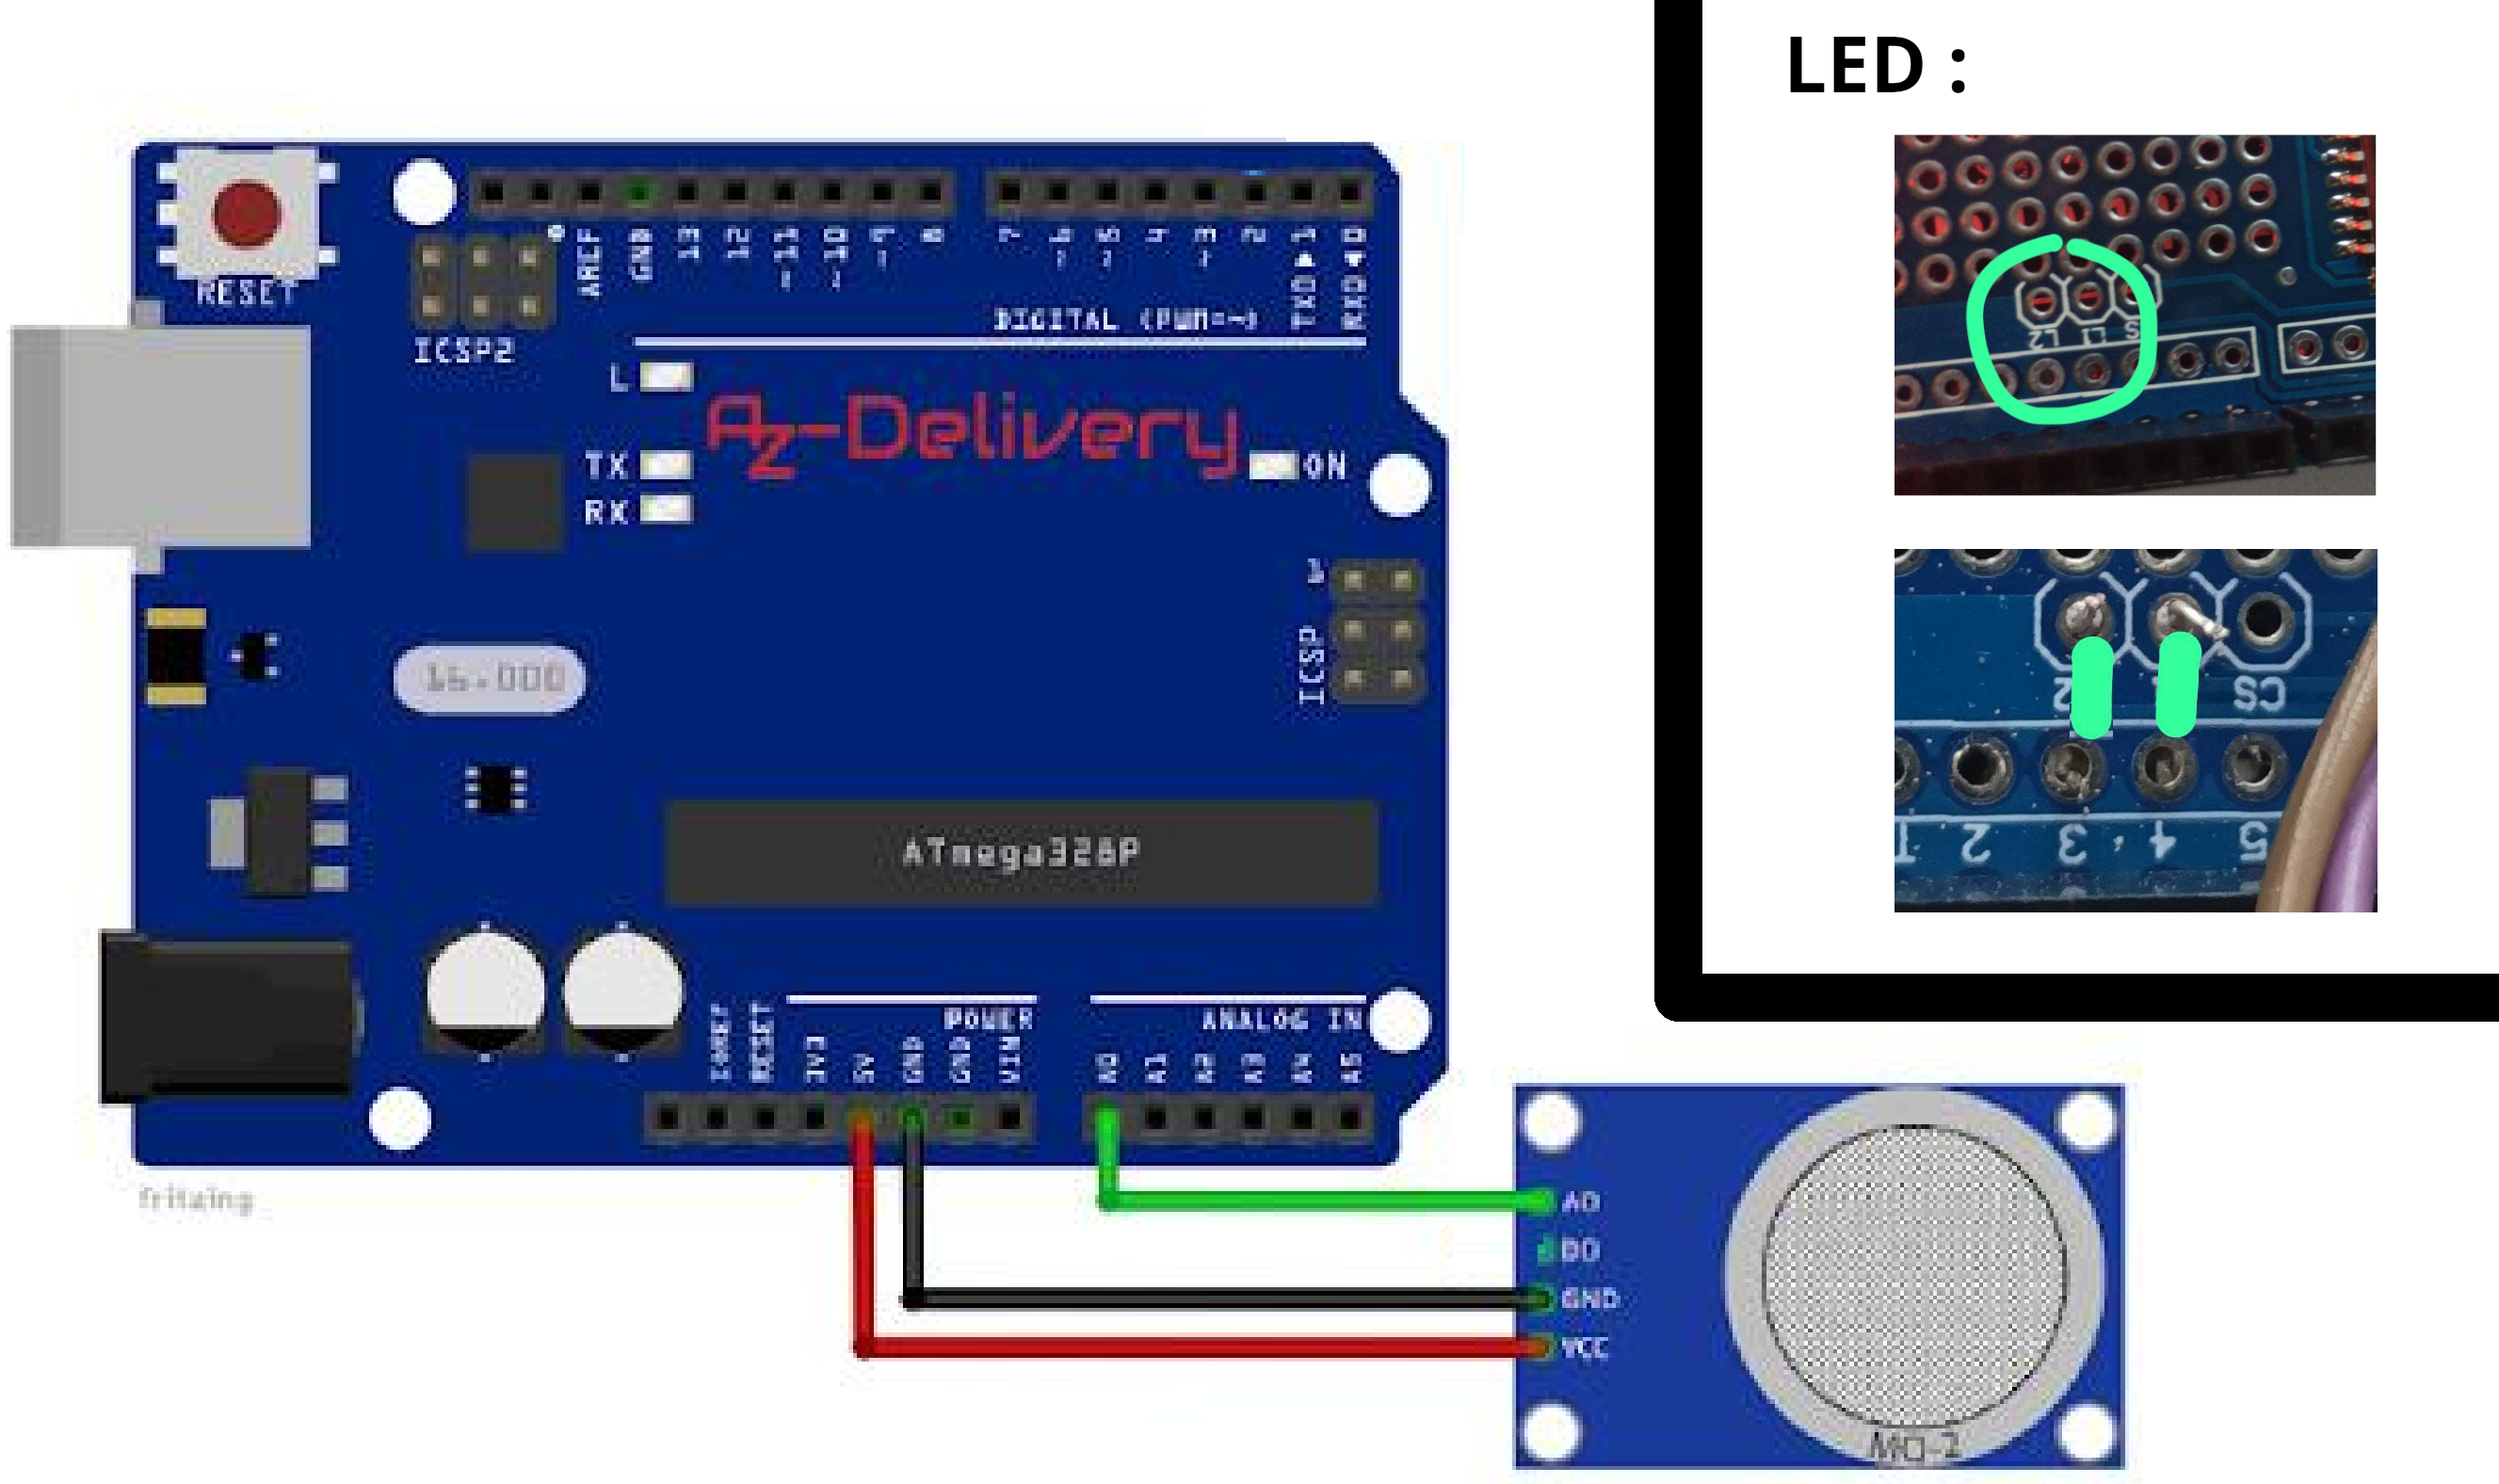 LED :
RESET
AREF
GND
13
12
~11
~10
~9
8
7
~6
~5
4
~3
2
TXD▶1
RXD◀0
DIGITAL (PWM=~)
ICSP2
L
TX
RX
AZ-Delivery
ON
1
ICSP
16.000
ATmega328P
L2 L1 S
2 CS
1 2 3 4 5
POWER
ANALOG IN
IOREF
RESET
3V3
5V
GND
GND
VIN
A0
A1
A2
A3
A4
A5
fritzing
AO
DO
GND
VCC
MQ-2